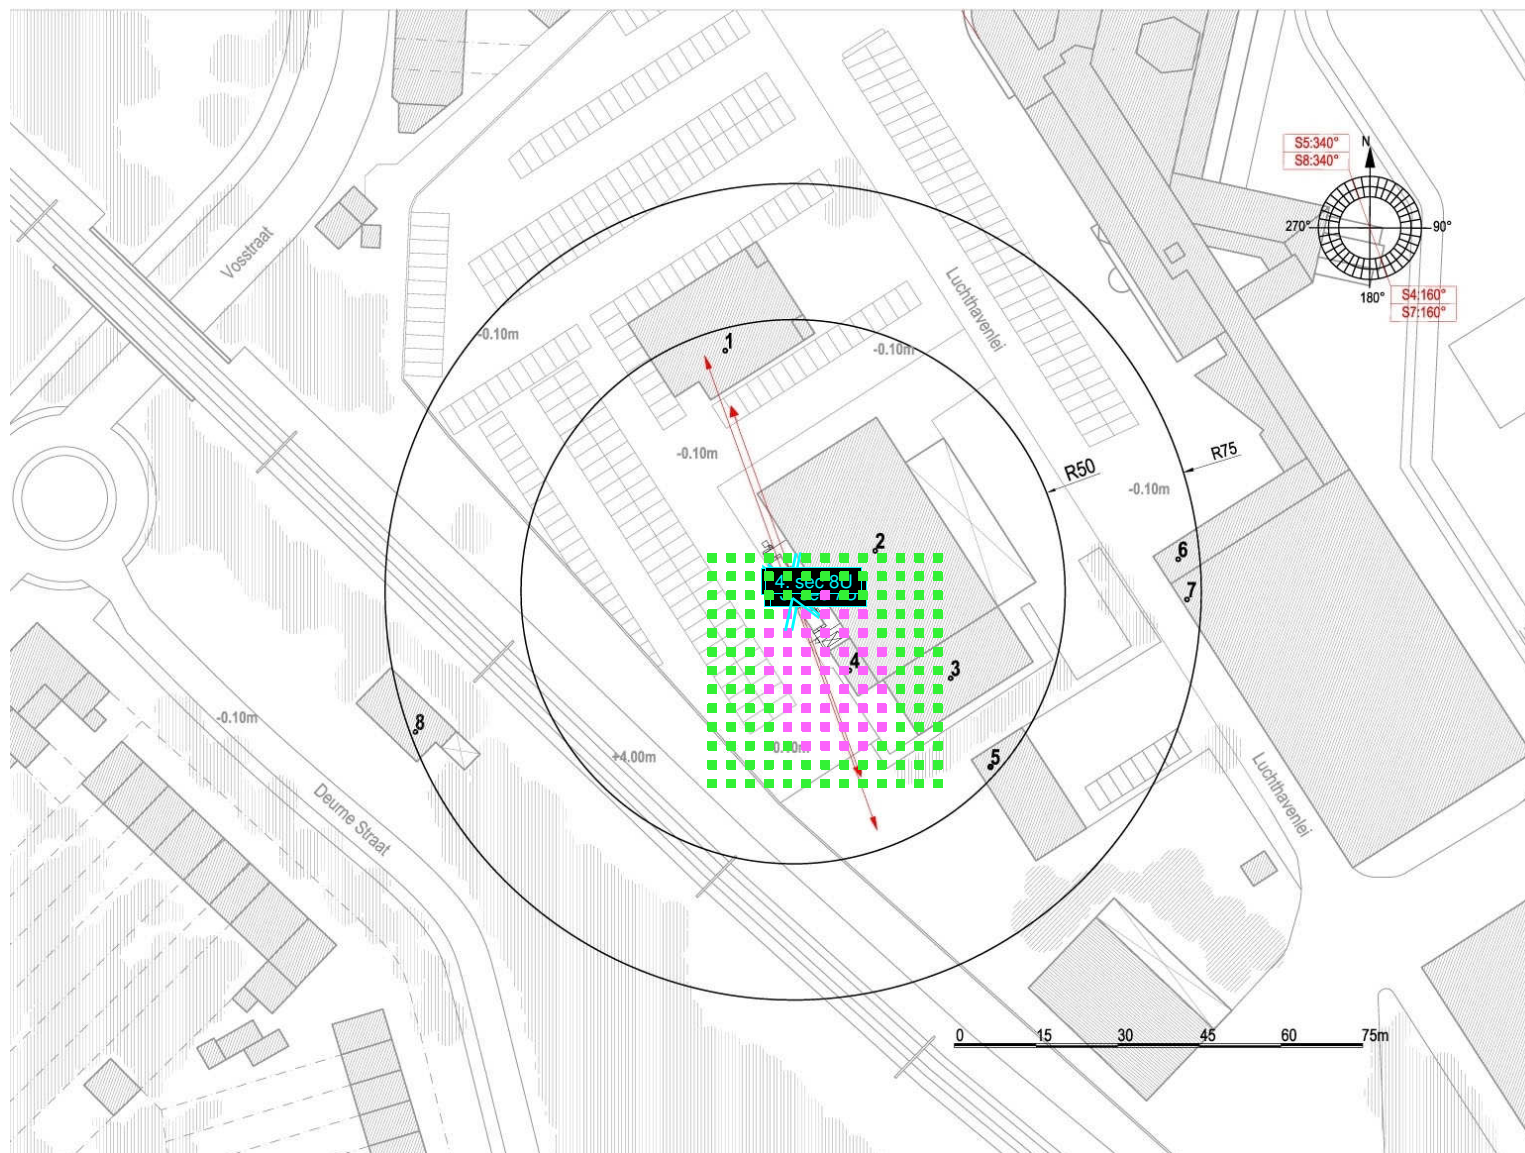 S5:340°
S8:340°
N
270°
90°
180°
S4:160°
S7:160°
Vosstraat
Luchthavenlei
-0.10m
-0.10m
1
-0.10m
R50
R75
-0.10m
2
6
7
4. sec 8U
4
3
5
8
-0.10m
+4.00m
Deurne Straat
Luchthavenlei
0 15 30 45 60 75m